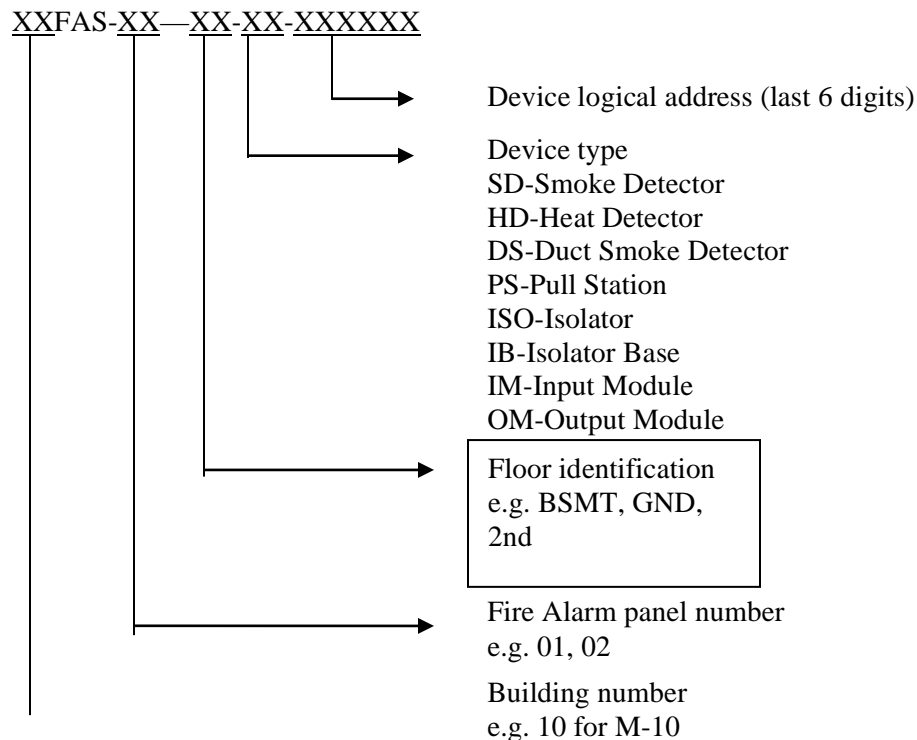 XXFAS-XX—XX-XX-XXXXXX
Device logical address (last 6 digits)
Device type
SD-Smoke Detector
HD-Heat Detector
DS-Duct Smoke Detector
PS-Pull Station
ISO-Isolator
IB-Isolator Base
IM-Input Module
OM-Output Module
Floor identification
e.g. BSMT, GND,
2nd
Fire Alarm panel number
e.g. 01, 02
Building number
e.g. 10 for M-10